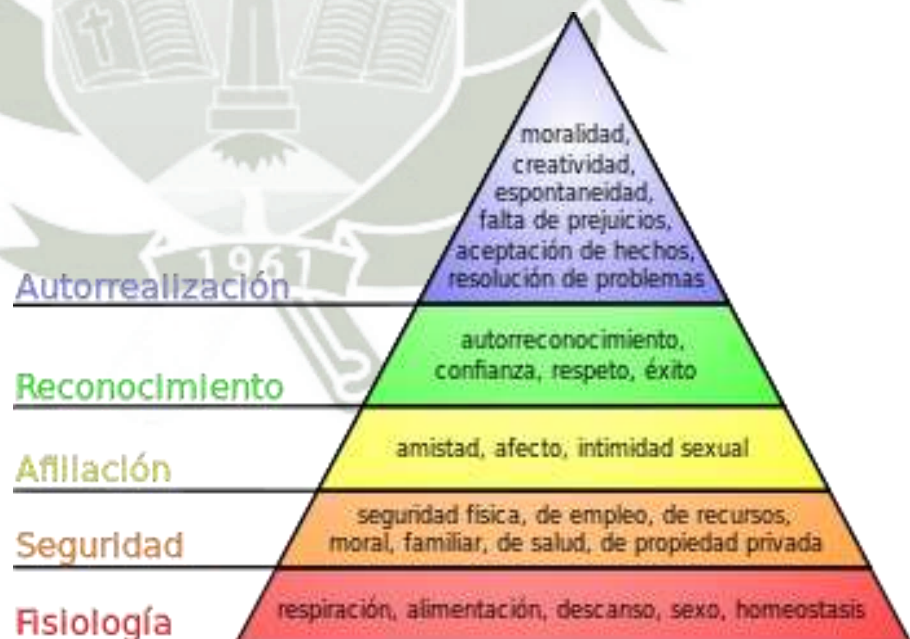 moralidad,
creatividad,
espontaneidad,
falta de prejuicios,
aceptación de hechos,
resolución de problemas
1961
Autorrealización
autorreconocimiento,
confianza, respeto, éxito
Reconocimiento
amistad, afecto, intimidad sexual
Afiliación
seguridad física, de empleo, de recursos,
moral, familiar, de salud, de propiedad privada
Seguridad
respiración, alimentación, descanso, sexo, homeostasis
Fisiología